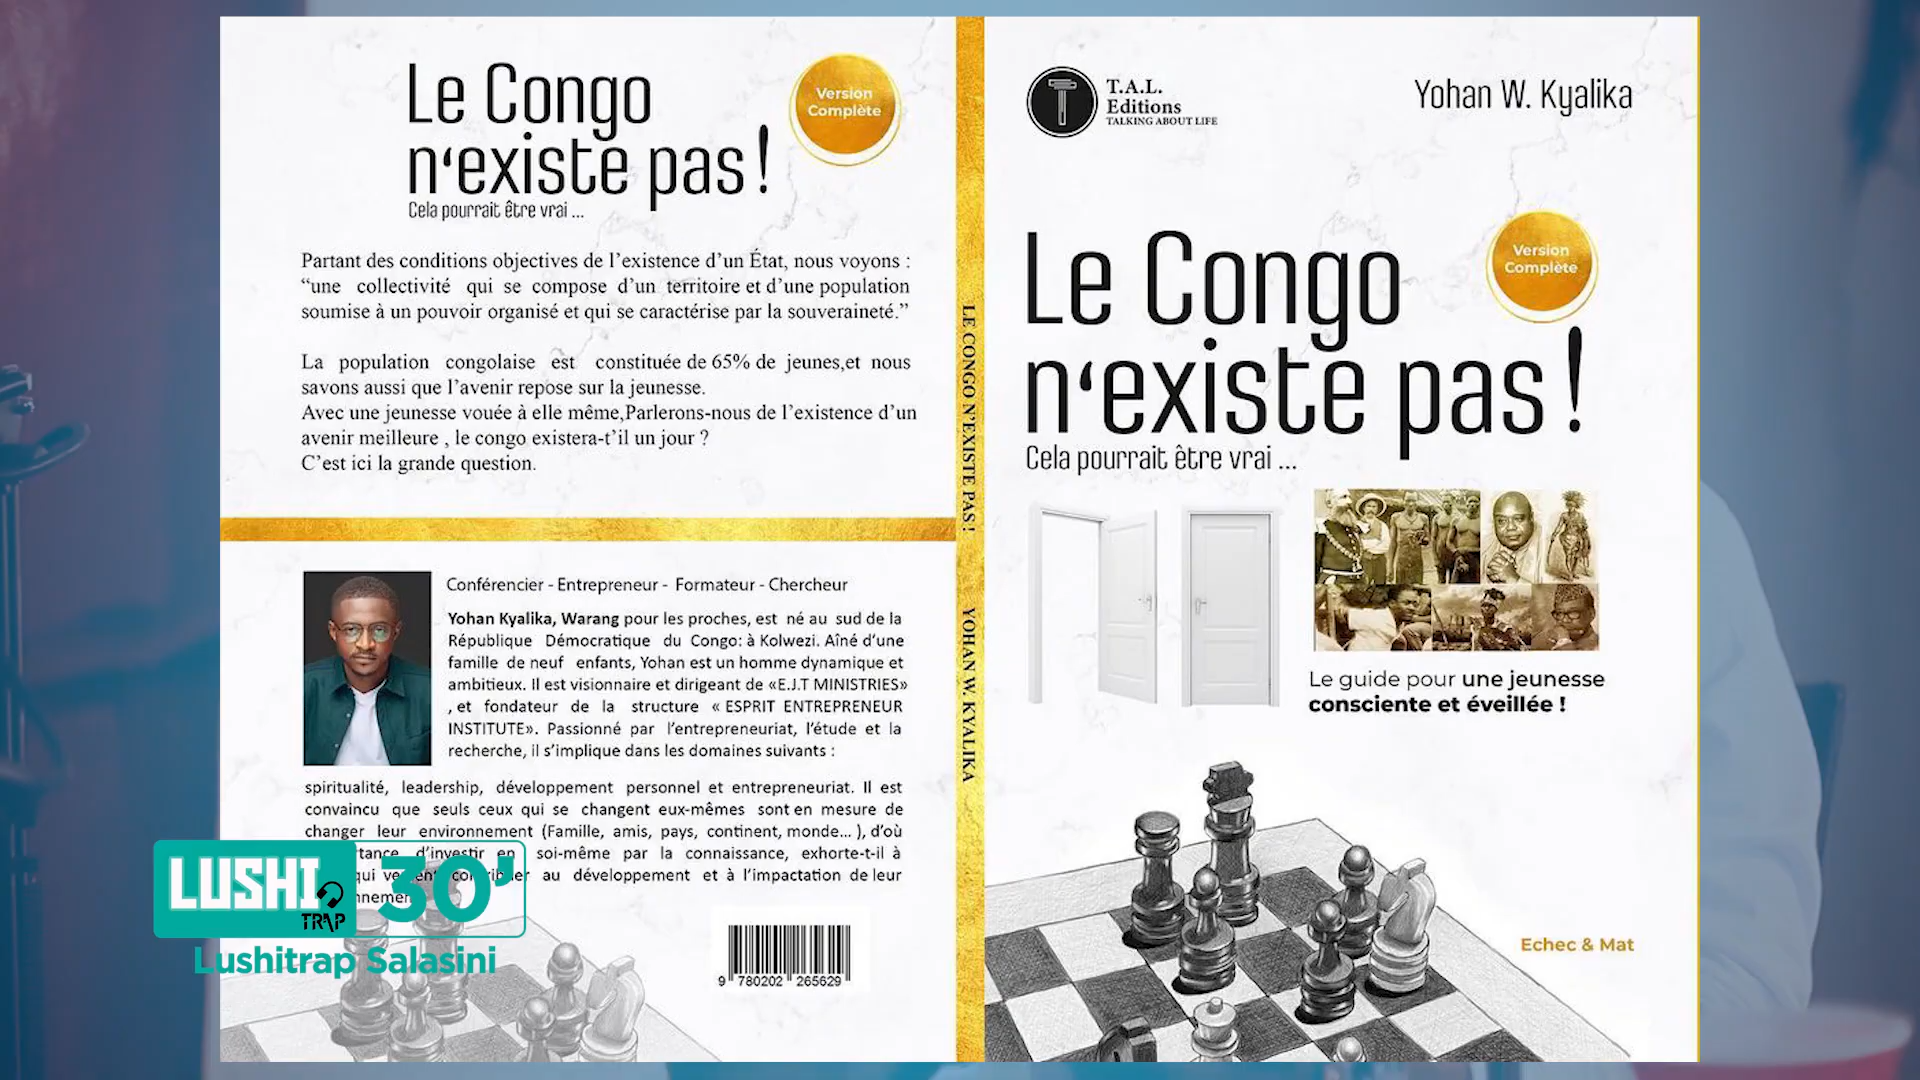 Le Congo
n'existe pas !
Cela pourrait être vrai ...
Version
Complète
Partant des conditions objectives de l'existence d'un État, nous voyons :
“une collectivité qui se compose d'un territoire et d'une population
soumise à un pouvoir organisé et qui se caractérise par la souveraineté.”
La population congolaise est constituée de 65% de jeunes,et nous
savons aussi que l'avenir repose sur la jeunesse.
Avec une jeunesse vouée à elle même,Parlerons-nous de l'existence d'un
avenir meilleure , le congo existera-t'il un jour ?
C'est ici la grande question.
Conférencier - Entrepreneur - Formateur - Chercheur
Yohan Kyalika, Warang pour les proches, est né au sud de la
République Démocratique du Congo: à Kolwezi. Aîné d'une
famille de neuf enfants, Yohan est un homme dynamique et
ambitieux. Il est visionnaire et dirigeant de «E.J.T MINISTRIES»
, et fondateur de la structure « ESPRIT ENTREPRENEUR
INSTITUTE». Passionné par l'entrepreneuriat, l'étude et la
recherche, il s'implique dans les domaines suivants :
spiritualité, leadership, développement personnel et entrepreneuriat. Il est
convaincu que seuls ceux qui se changent eux-mêmes sont en mesure de
changer leur environnement (Famille, amis, pays, continent, monde... ), d'où
d'investir en soi-même par la connaissance, exhorte-t-il à
qui au développement et à l'impactation de leur
9 780202 265629
LUSHI
TRAP
30'
Lushitrap Salasini
LE CONGO N'EXISTE PAS ! YOHAN W. KYALIKA
T.A.L.
Editions
TALKING ABOUT LIFE
Yohan W. Kyalika
Version
Complète
Le Congo
n'existe pas !
Cela pourrait être vrai ...
Le guide pour une jeunesse
consciente et éveillée !
Echec & Mat